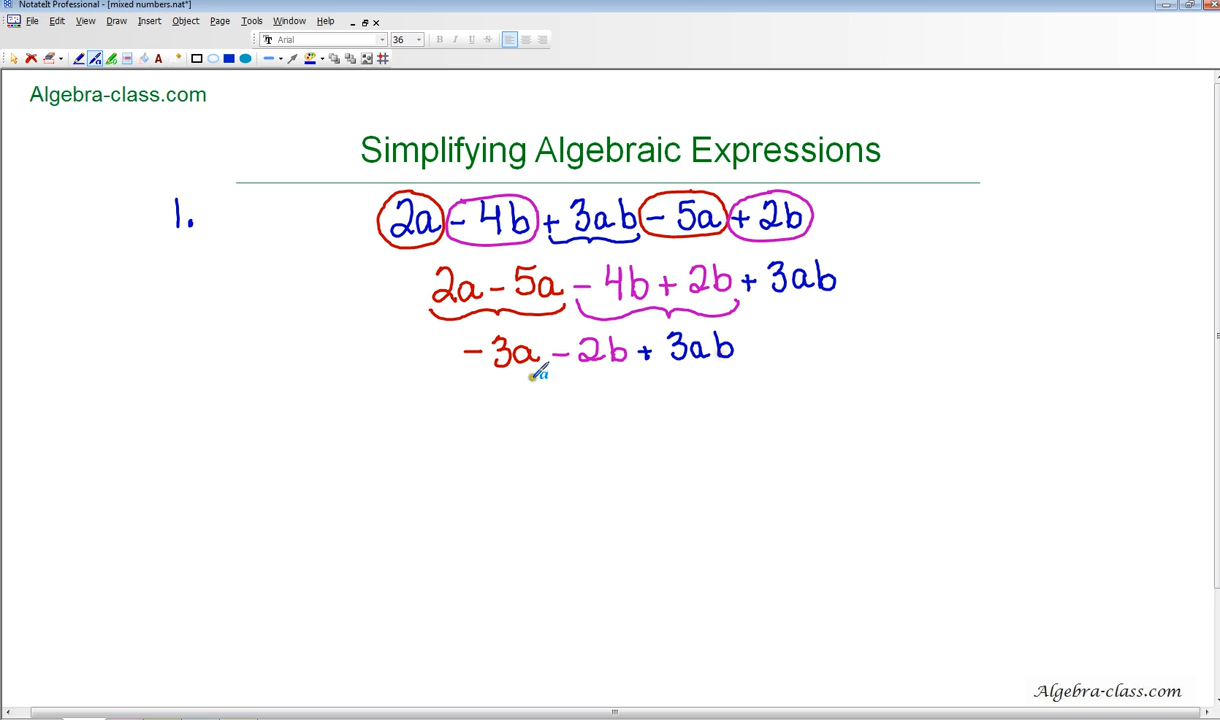 NotateIt Professional - [mixed numbers.nat*]
File Edit View Draw Insert Object Page Tools Window Help
Arial 36 B I U S
Algebra-class.com
Simplifying Algebraic Expressions
1. 2a - 4b + 3ab - 5a + 2b
2a - 5a - 4b + 2b + 3ab
- 3a - 2b + 3ab
Algebra-class.com